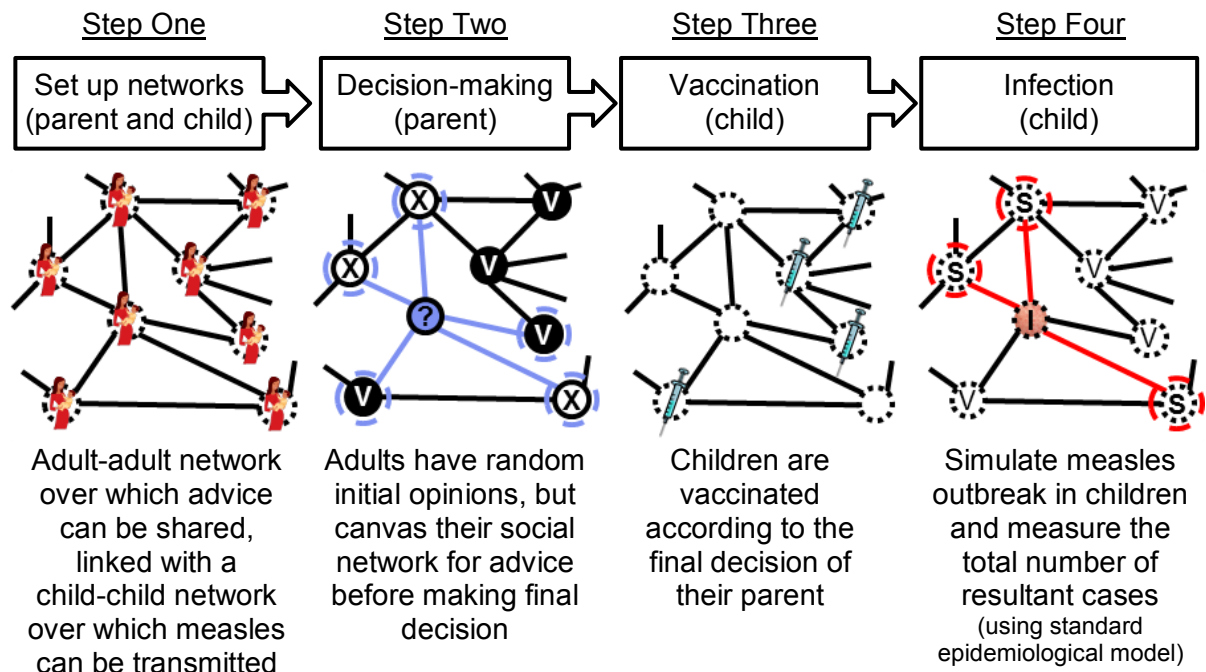 Step One
Step Two
Step Three
Step Four
Set up networks
(parent and child)
Decision-making
(parent)
Vaccination
(child)
Infection
(child)
X
V
X
V
?
V
V
X
S
V
S
V
I
V
V
S
Adult-adult network
over which advice
can be shared,
linked with a
child-child network
over which measles
can be transmitted
Adults have random
initial opinions, but
canvas their social
network for advice
before making final
decision
Children are
vaccinated
according to the
final decision of
their parent
Simulate measles
outbreak in children
and measure the
total number of
resultant cases
(using standard
epidemiological model)